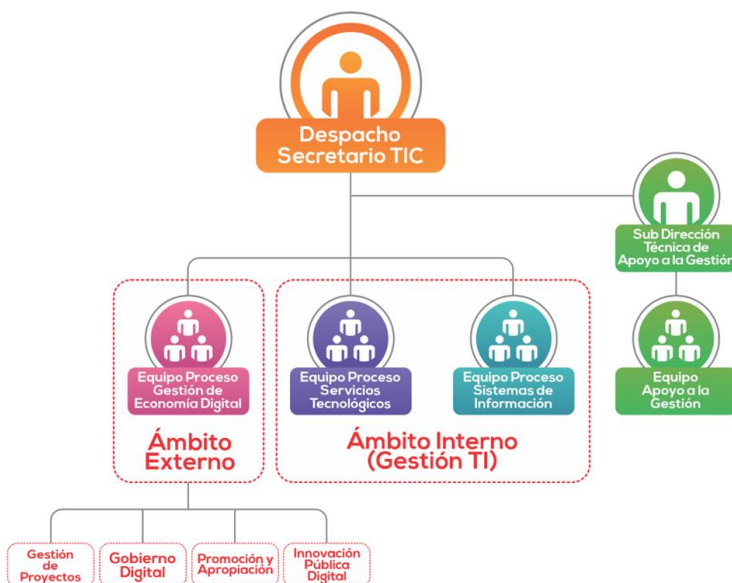 Despacho
Secretario TIC
Sub Dirección
Técnica de
Apoyo a la Gestión
Equipo Proceso
Gestión de
Economía Digital
Equipo Proceso
Servicios
Tecnológicos
Equipo Proceso
Sistemas de
Información
Equipo
Apoyo a la
Gestión
Ámbito
Externo
Ámbito Interno
(Gestión TI)
Gestión
de
Proyectos
Gobierno
Digital
Promoción y
Apropiación
Innovación
Pública
Digital